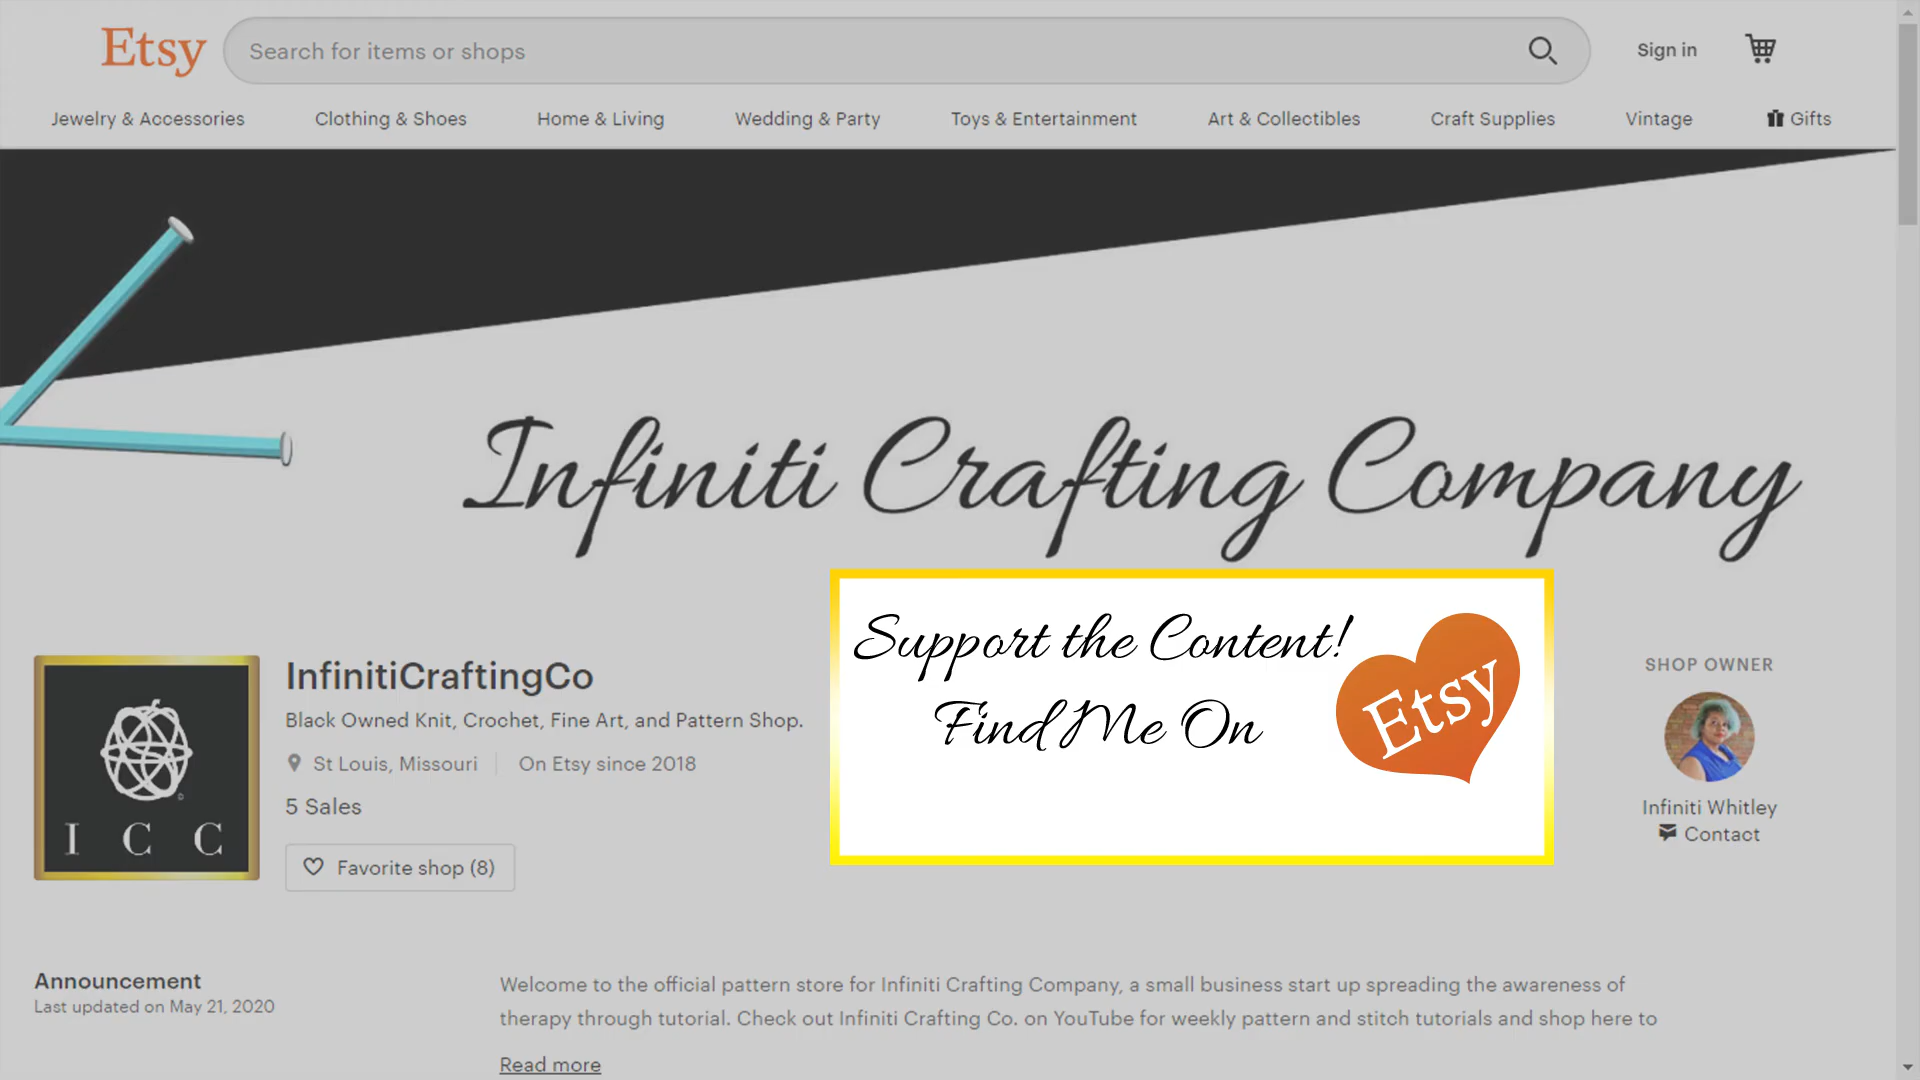 Etsy
Search for items or shops
Sign in
Jewelry & Accessories
Clothing & Shoes
Home & Living
Wedding & Party
Toys & Entertainment
Art & Collectibles
Craft Supplies
Vintage
Gifts
Infiniti Crafting Company
Support the Content!
Find Me On
Etsy
I C C
InfinitiCraftingCo
Black Owned Knit, Crochet, Fine Art, and Pattern Shop.
St Louis, Missouri
On Etsy since 2018
5 Sales
Favorite shop (8)
SHOP OWNER
Infiniti Whitley
Contact
Announcement
Last updated on May 21, 2020
Welcome to the official pattern store for Infiniti Crafting Company, a small business start up spreading the awareness of
therapy through tutorial. Check out Infiniti Crafting Co. on YouTube for weekly pattern and stitch tutorials and shop here to
Read more